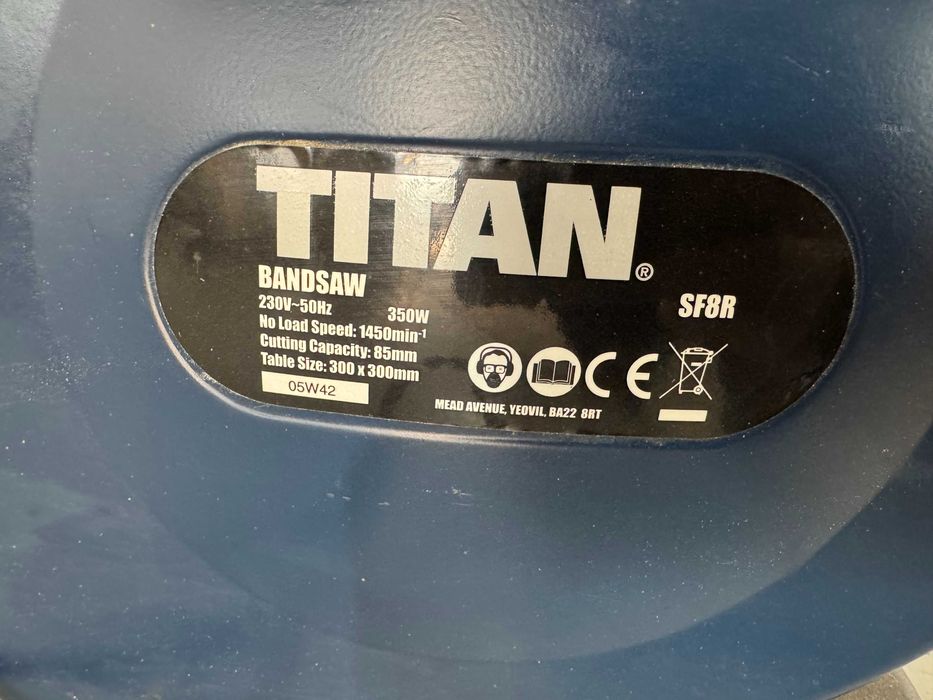 TITAN®
BANDSAW
230V~50Hz 350W
No Load Speed: 1450min⁻¹
Cutting Capacity: 85mm
Table Size: 300 x 300mm
05W42
SF8R
CE
MEAD AVENUE, YEOVIL, BA22 8RT